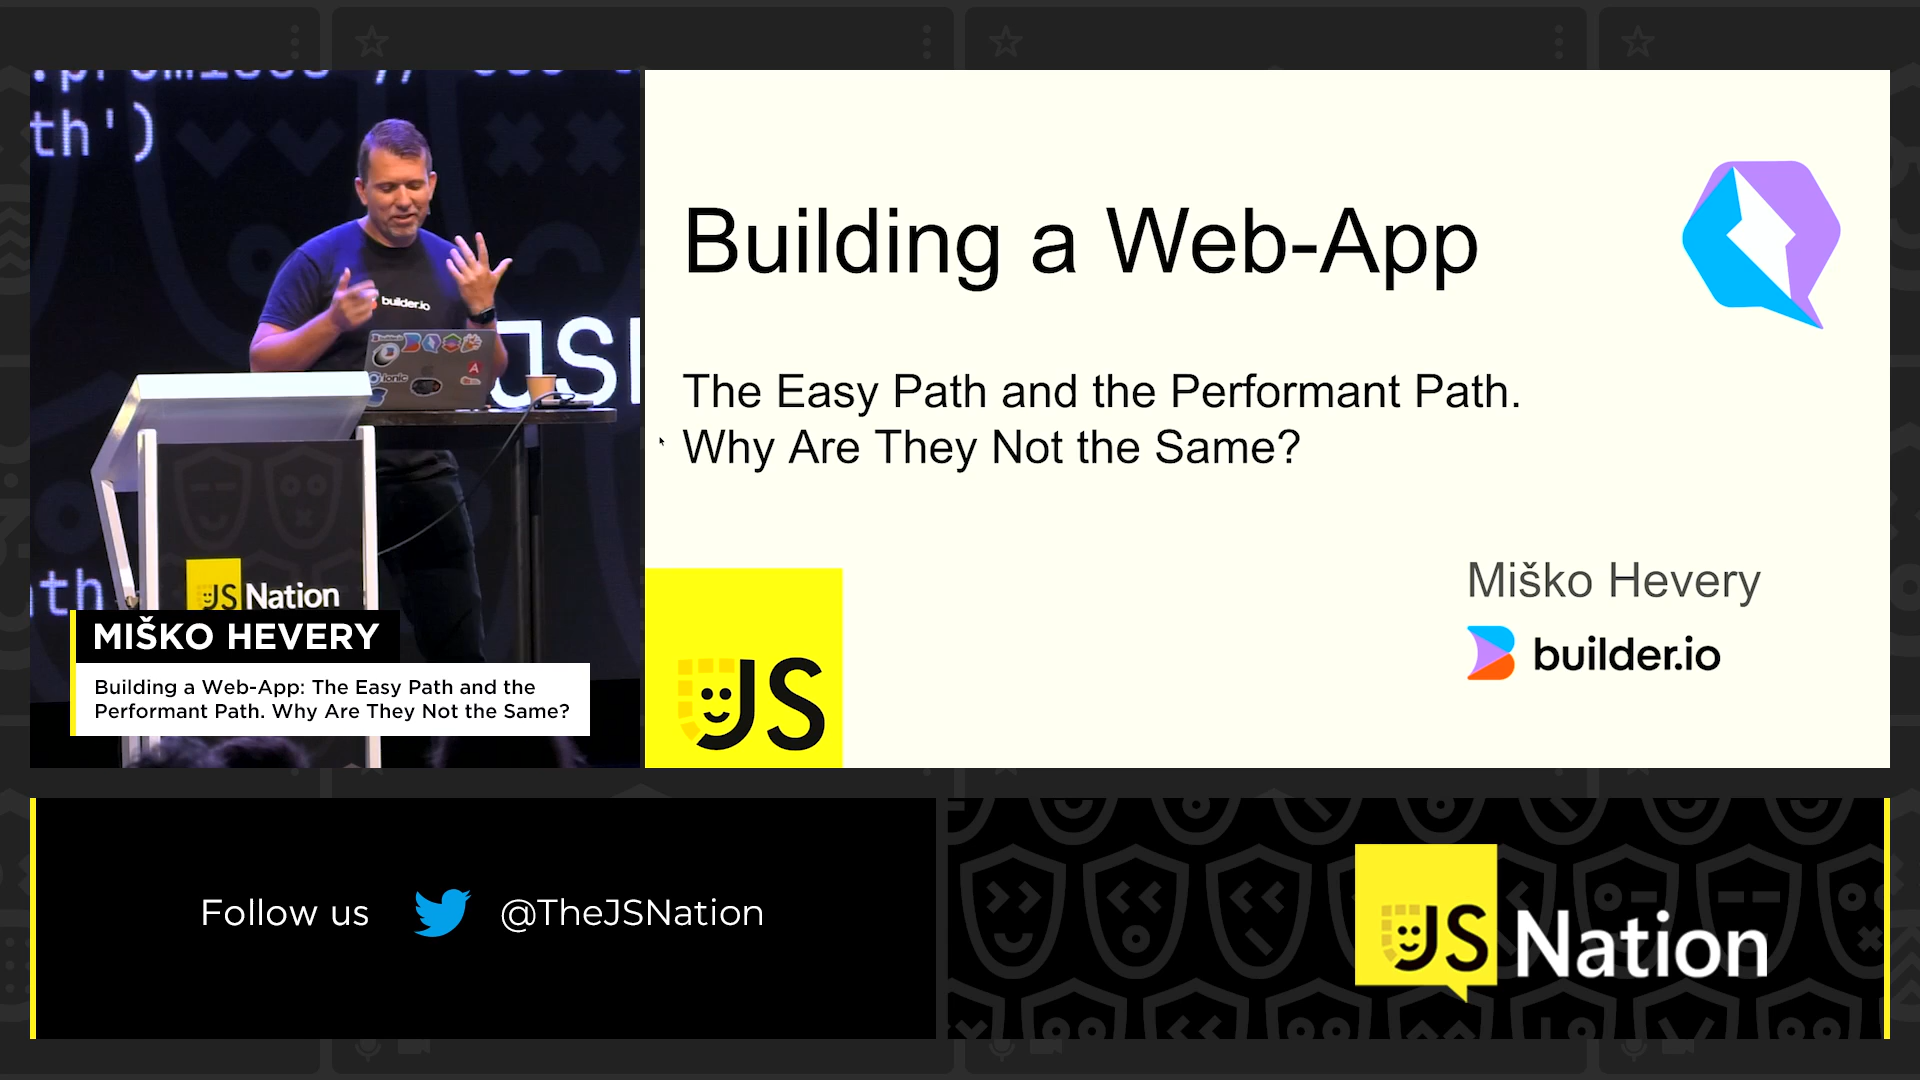 th')
builder.io
ionic
JS
th
JS Nation
MIŠKO HEVERY
Building a Web-App: The Easy Path and the
Performant Path. Why Are They Not the Same?
Building a Web-App
The Easy Path and the Performant Path.
Why Are They Not the Same?
Miško Hevery
builder.io
JS
Follow us
@TheJSNation
JS Nation